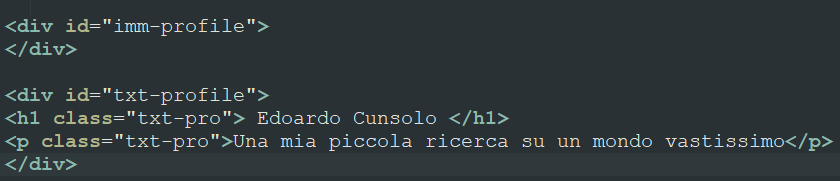 <div id="imm-profile">
</div>
<div id="txt-profile">
<h1 class="txt-pro"> Edoardo Cunsolo </h1>
<p class="txt-pro">Una mia piccola ricerca su un mondo vastissimo</p>
</div>